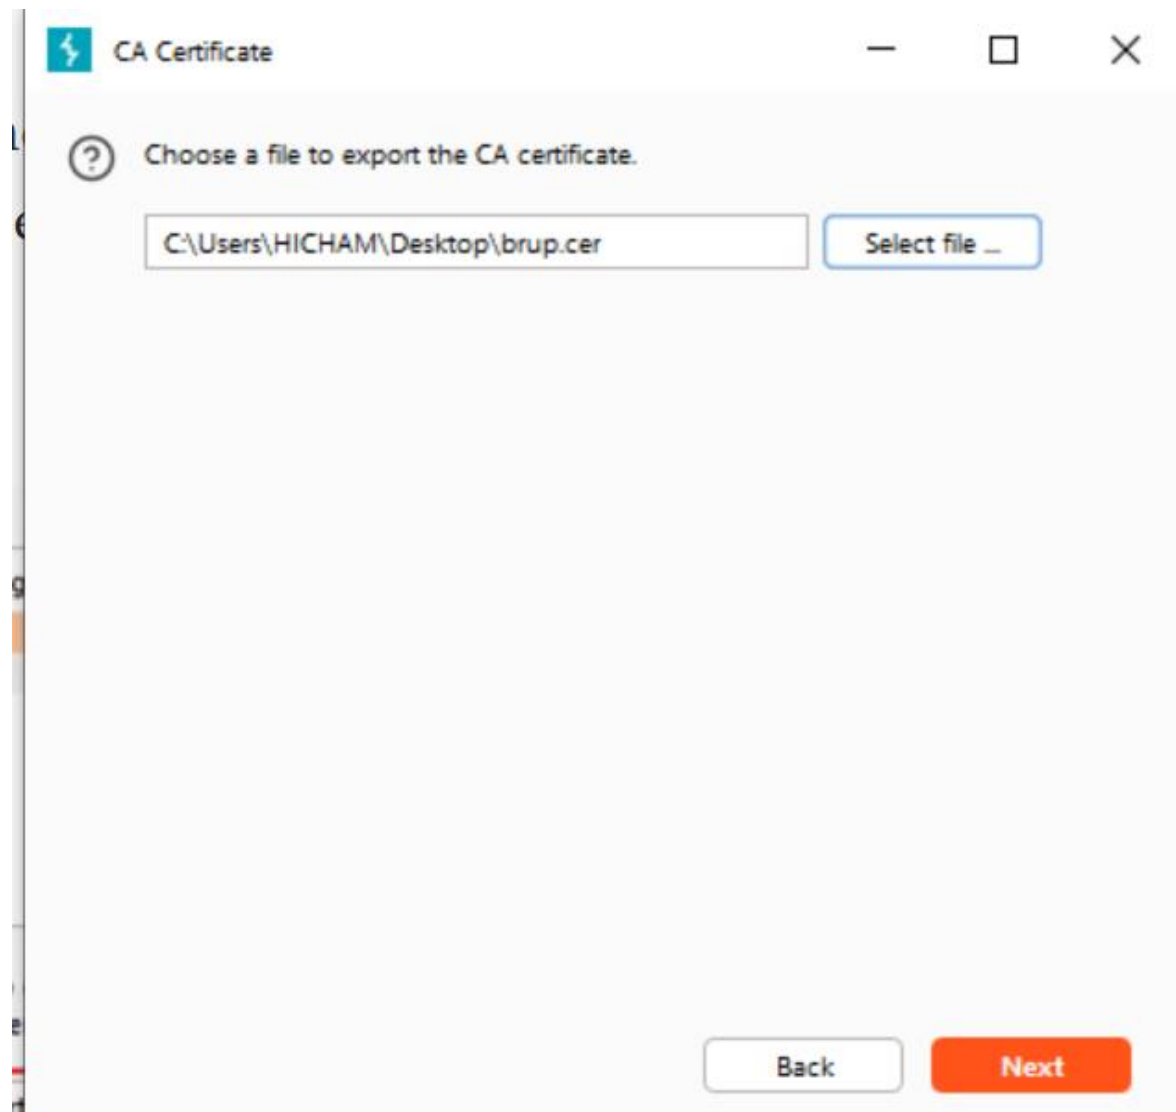 CA Certificate
Choose a file to export the CA certificate.
C:\Users\HICHAM\Desktop\brup.cer
Select file ...
Back
Next